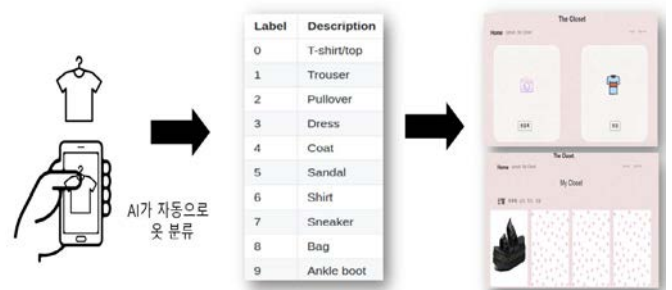 AI가 자동으로
옷 분류
Label Description
0 T-shirt/top
1 Trouser
2 Pullover
3 Dress
4 Coat
5 Sandal
6 Shirt
7 Sneaker
8 Bag
9 Ankle boot
The Closet
Home
The Closet
Home
My Closet